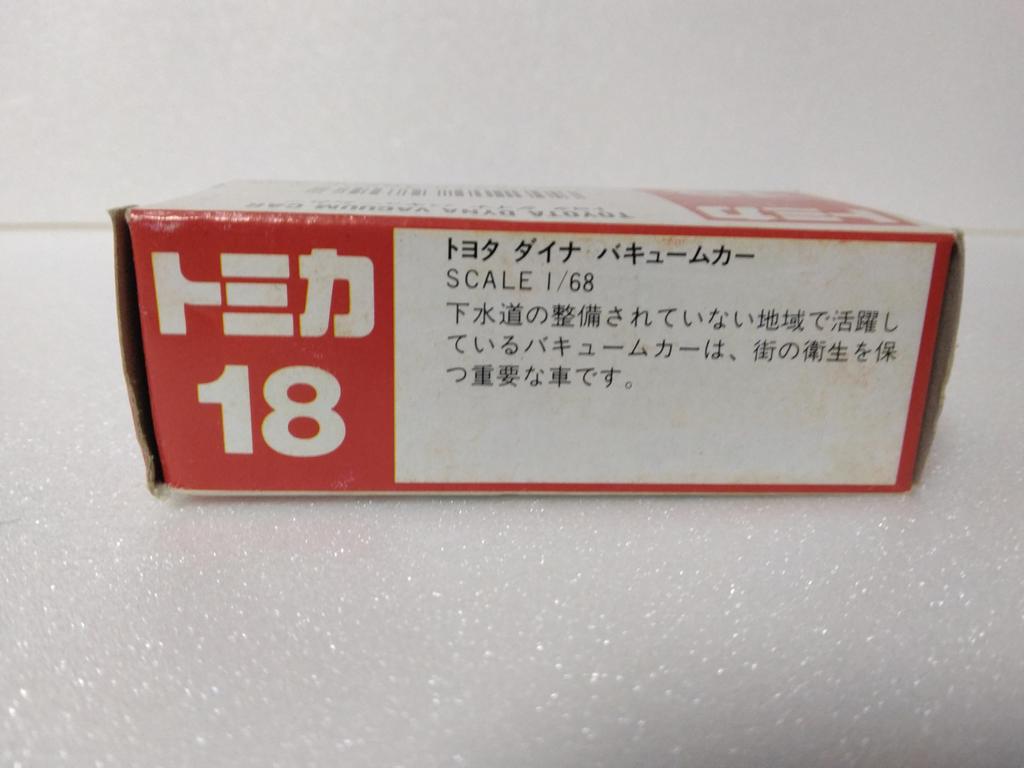 TOYOTA DYNA VACUUM CAR
トミカ
トミカ
18
トヨタ ダイナ バキュームカー
SCALE 1/68
下水道の整備されていない地域で活躍し
ているバキュームカーは、街の衛生を保
つ重要な車です。